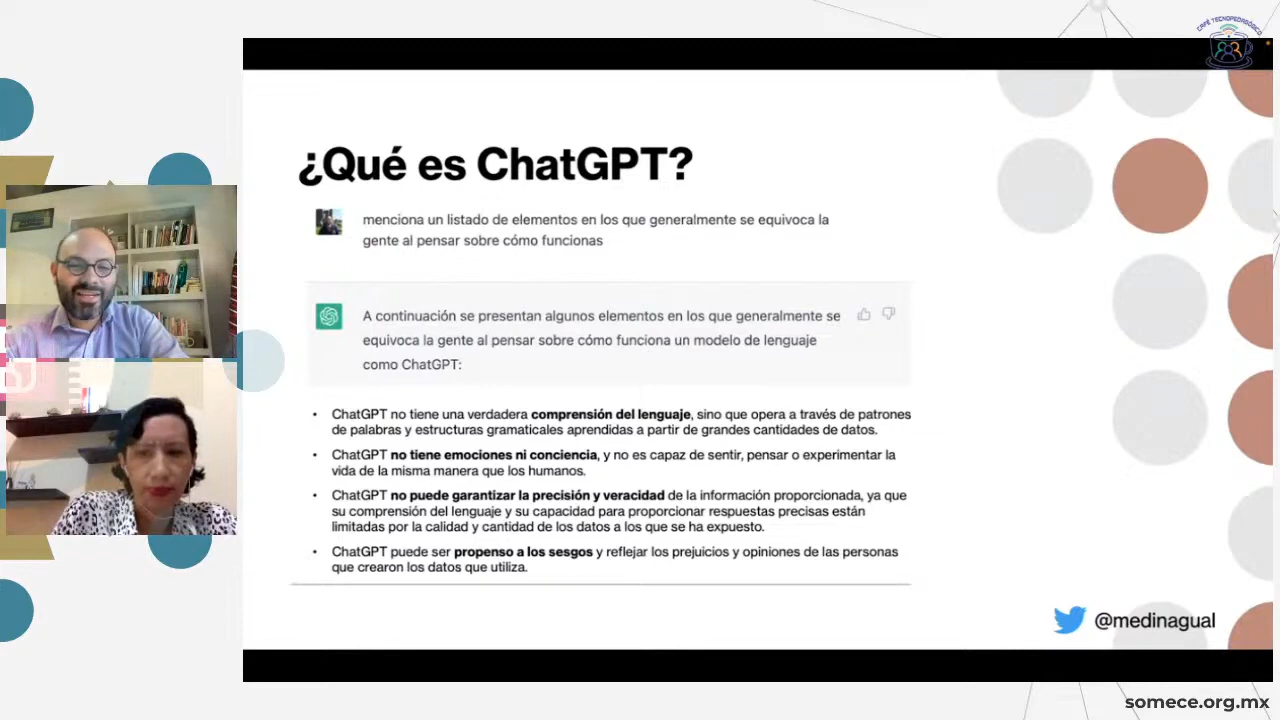 CAFÉ TECNOPEDAGÓGICO
¿Qué es ChatGPT?
menciona un listado de elementos en los que generalmente se equivoca la
gente al pensar sobre cómo funcionas
A continuación se presentan algunos elementos en los que generalmente se
equivoca la gente al pensar sobre cómo funciona un modelo de lenguaje
como ChatGPT:
• ChatGPT no tiene una verdadera comprensión del lenguaje, sino que opera a través de patrones
de palabras y estructuras gramaticales aprendidas a partir de grandes cantidades de datos.
• ChatGPT no tiene emociones ni conciencia, y no es capaz de sentir, pensar o experimentar la
vida de la misma manera que los humanos.
• ChatGPT no puede garantizar la precisión y veracidad de la información proporcionada, ya que
su comprensión del lenguaje y su capacidad para proporcionar respuestas precisas están
limitadas por la calidad y cantidad de los datos a los que se ha expuesto.
• ChatGPT puede ser propenso a los sesgos y reflejar los prejuicios y opiniones de las personas
que crearon los datos que utiliza.
@medinagual
somece.org.mx